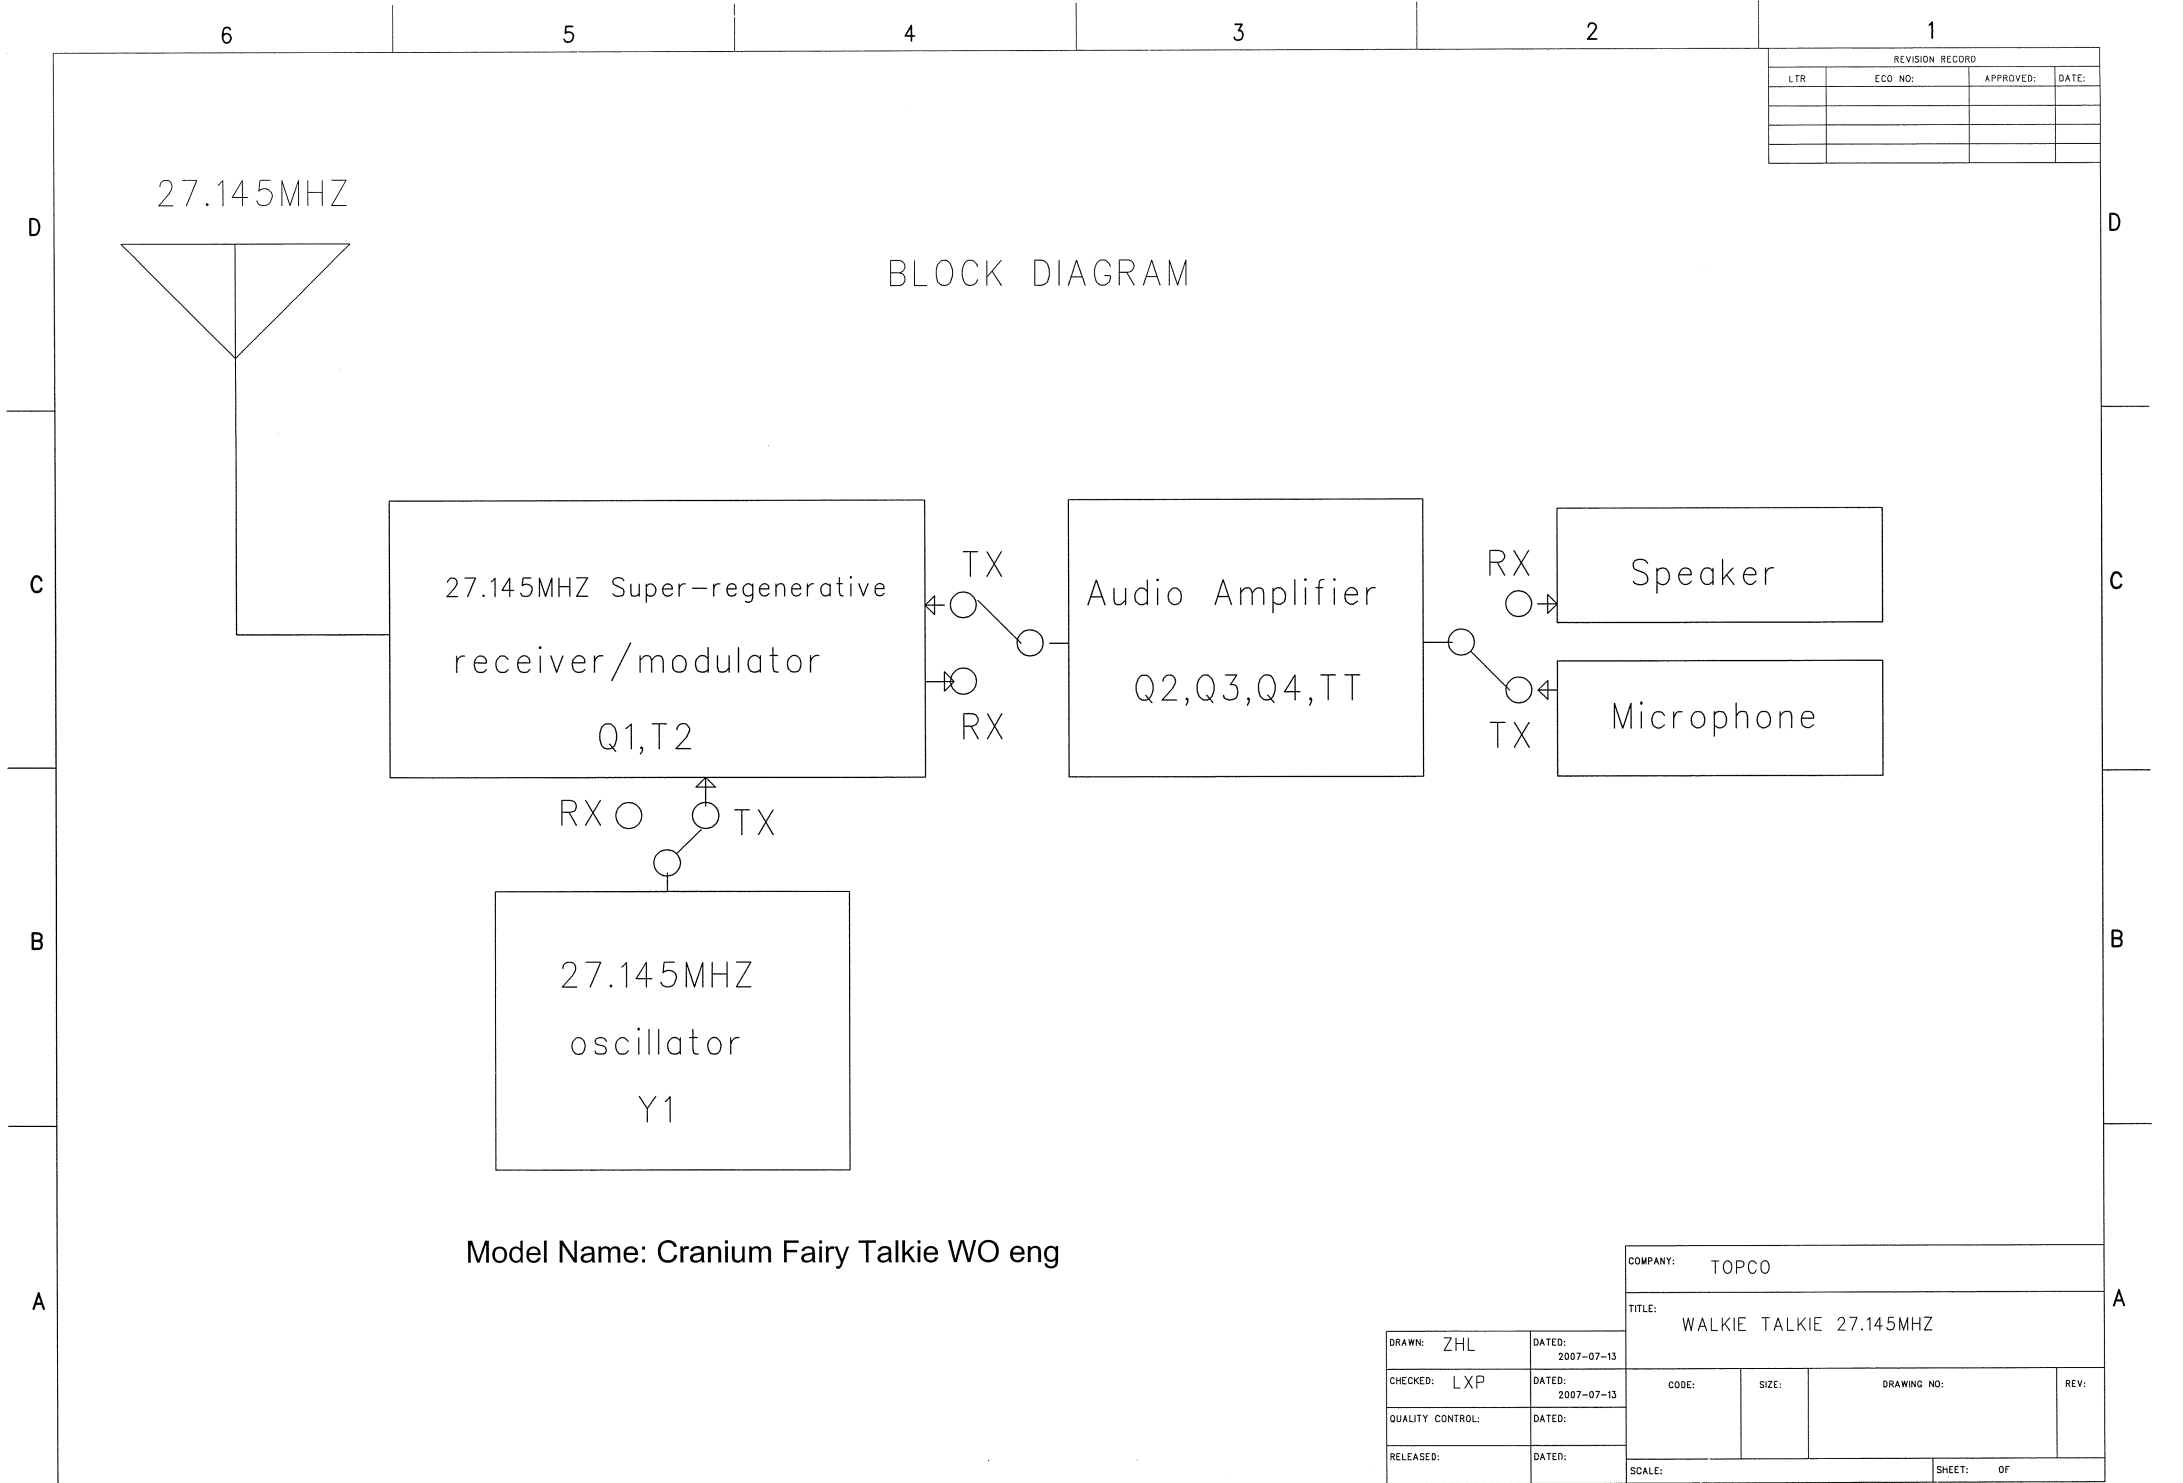 6 5 4 3 2 1
REVISION RECORD
LTR ECO NO: APPROVED: DATE:
27.145MHZ
D D
BLOCK DIAGRAM
C C
27.145MHZ Super-regenerative
receiver/modulator
Q1,T2
TX
RX
Audio Amplifier
Q2,Q3,Q4,TT
RX
TX
Speaker
Microphone
RX TX
27.145MHZ
oscillator
Y1
B B
Model Name: Cranium Fairy Talkie WO eng
A A
COMPANY: TOPCO
TITLE:
WALKIE TALKIE 27.145MHZ
DRAWN: ZHL DATED:
2007-07-13
CHECKED: LXP DATED:
2007-07-13
QUALITY CONTROL: DATED:
RELEASED: DATED:
CODE: SIZE: DRAWING NO: REV:
SCALE: SHEET: OF